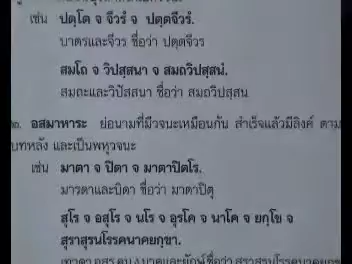 เช่น ปตฺโต จ จีวรํ จ ปตฺตจีวรํ.
บาตรและจีวร ชื่อว่า ปตฺตจีวร
สมโถ จ วิปสฺสนา จ สมถวิปสฺสนํ.
สมถะและวิปัสสนา ชื่อว่า สมถวิปสฺสน
๒. อสมาหาระ ย่อนามที่มีวจนะเหมือนกัน สำเร็จแล้วมีลิงค์ ตาม
บทหลัง และเป็นพหุวจนะ
เช่น มาตา จ ปิตา จ มาตาปิตโร.
มารดาและบิดา ชื่อว่า มาตาปิตุ
สุโร จ อสุโร จ นโร จ อุรโค จ นาโค จ ยกฺโข จ
สุราสุรนโรรคนาคยกฺขา.